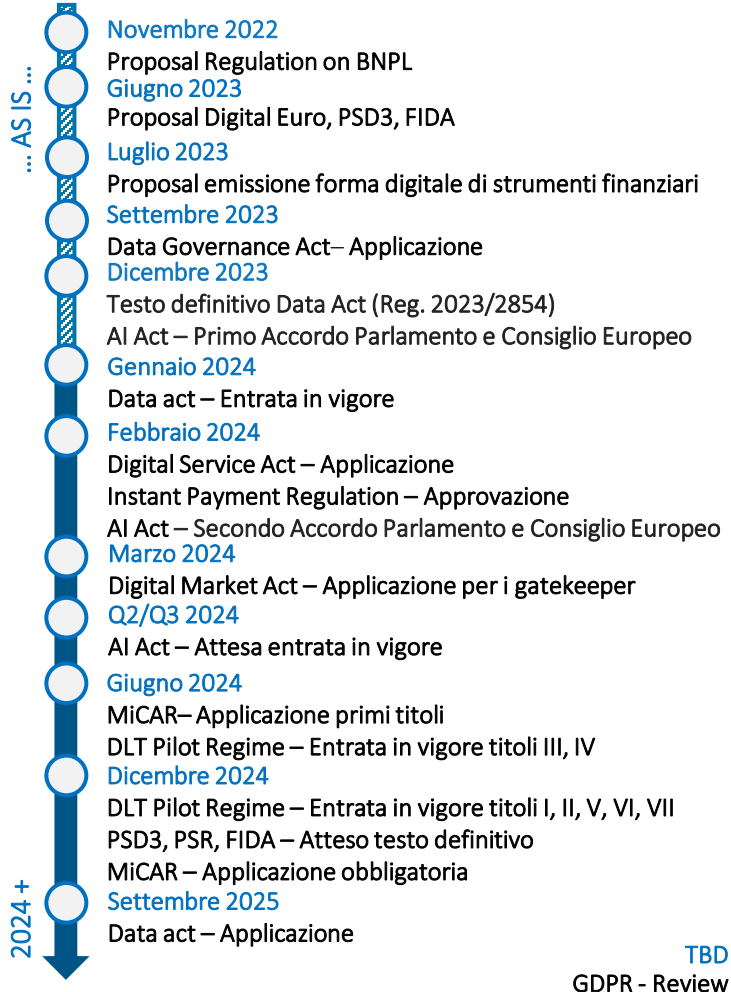 ... AS IS ...
Novembre 2022
Proposal Regulation on BNPL
Giugno 2023
Proposal Digital Euro, PSD3, FIDA
Luglio 2023
Proposal emissione forma digitale di strumenti finanziari
Settembre 2023
Data Governance Act– Applicazione
Dicembre 2023
Testo definitivo Data Act (Reg. 2023/2854)
AI Act – Primo Accordo Parlamento e Consiglio Europeo
Gennaio 2024
Data act – Entrata in vigore
Febbraio 2024
Digital Service Act – Applicazione
Instant Payment Regulation – Approvazione
AI Act – Secondo Accordo Parlamento e Consiglio Europeo
Marzo 2024
Digital Market Act – Applicazione per i gatekeeper
Q2/Q3 2024
AI Act – Attesa entrata in vigore
Giugno 2024
MiCAR– Applicazione primi titoli
DLT Pilot Regime – Entrata in vigore titoli III, IV
Dicembre 2024
DLT Pilot Regime – Entrata in vigore titoli I, II, V, VI, VII
PSD3, PSR, FIDA – Atteso testo definitivo
MiCAR – Applicazione obbligatoria
2024 +
Settembre 2025
Data act – Applicazione
TBD
GDPR - Review